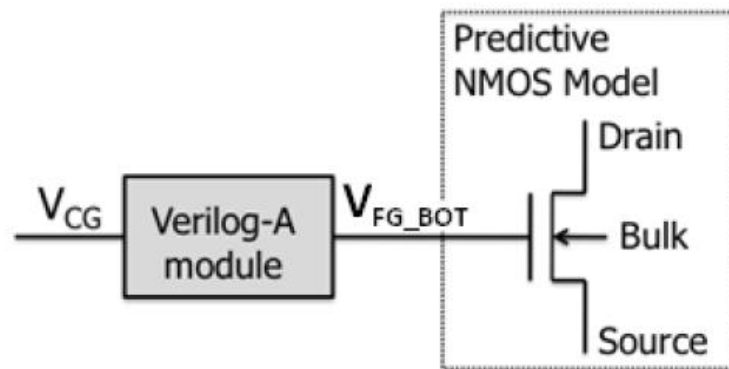 Predictive
NMOS Model
Drain
V_CG
Verilog-A
module
V_FG_BOT
Bulk
Source